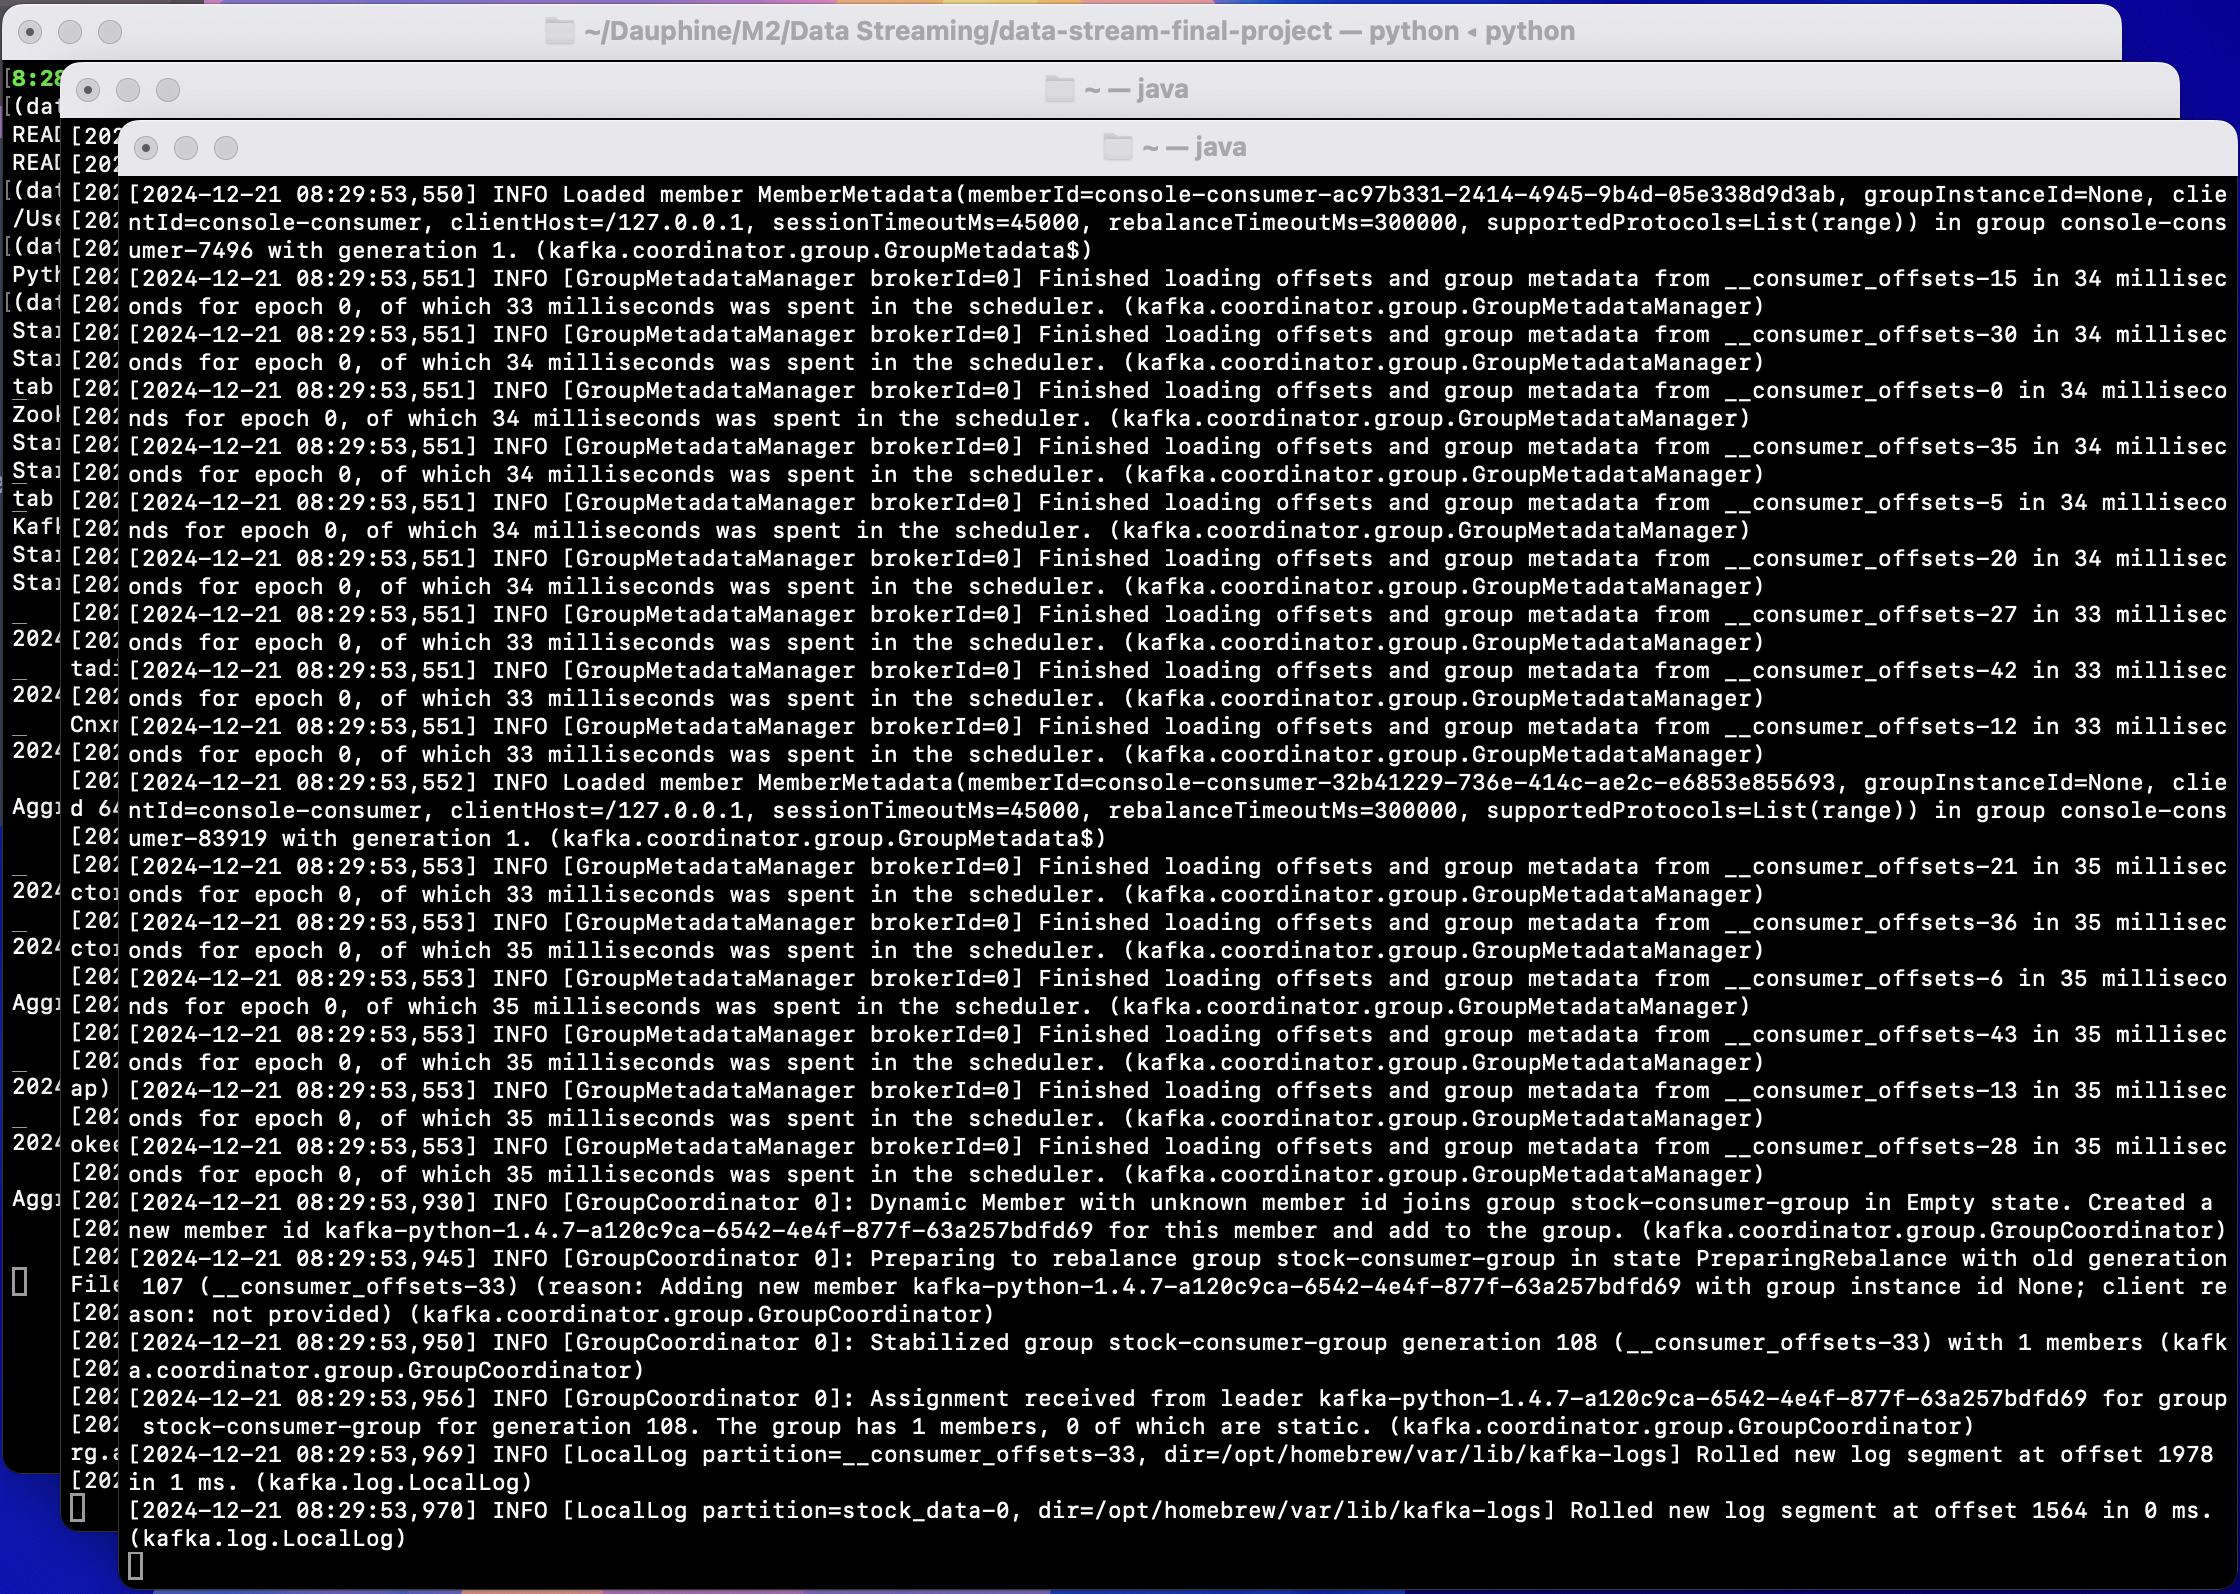 ~/Dauphine/M2/Data Streaming/data-stream-final-project — python ◂ python
~ — java
~ — java
[2024-12-21 08:29:53,550] INFO Loaded member MemberMetadata(memberId=console-consumer-ac97b331-2414-4945-9b4d-05e338d9d3ab, groupInstanceId=None, clie
ntId=console-consumer, clientHost=/127.0.0.1, sessionTimeoutMs=45000, rebalanceTimeoutMs=300000, supportedProtocols=List(range)) in group console-cons
umer-7496 with generation 1. (kafka.coordinator.group.GroupMetadata$)
[2024-12-21 08:29:53,551] INFO [GroupMetadataManager brokerId=0] Finished loading offsets and group metadata from __consumer_offsets-15 in 34 millisec
onds for epoch 0, of which 33 milliseconds was spent in the scheduler. (kafka.coordinator.group.GroupMetadataManager)
[2024-12-21 08:29:53,551] INFO [GroupMetadataManager brokerId=0] Finished loading offsets and group metadata from __consumer_offsets-30 in 34 millisec
onds for epoch 0, of which 34 milliseconds was spent in the scheduler. (kafka.coordinator.group.GroupMetadataManager)
[2024-12-21 08:29:53,551] INFO [GroupMetadataManager brokerId=0] Finished loading offsets and group metadata from __consumer_offsets-0 in 34 milliseco
nds for epoch 0, of which 34 milliseconds was spent in the scheduler. (kafka.coordinator.group.GroupMetadataManager)
[2024-12-21 08:29:53,551] INFO [GroupMetadataManager brokerId=0] Finished loading offsets and group metadata from __consumer_offsets-35 in 34 millisec
onds for epoch 0, of which 34 milliseconds was spent in the scheduler. (kafka.coordinator.group.GroupMetadataManager)
[2024-12-21 08:29:53,551] INFO [GroupMetadataManager brokerId=0] Finished loading offsets and group metadata from __consumer_offsets-5 in 34 milliseco
nds for epoch 0, of which 34 milliseconds was spent in the scheduler. (kafka.coordinator.group.GroupMetadataManager)
[2024-12-21 08:29:53,551] INFO [GroupMetadataManager brokerId=0] Finished loading offsets and group metadata from __consumer_offsets-20 in 34 millisec
onds for epoch 0, of which 34 milliseconds was spent in the scheduler. (kafka.coordinator.group.GroupMetadataManager)
[2024-12-21 08:29:53,551] INFO [GroupMetadataManager brokerId=0] Finished loading offsets and group metadata from __consumer_offsets-27 in 33 millisec
onds for epoch 0, of which 33 milliseconds was spent in the scheduler. (kafka.coordinator.group.GroupMetadataManager)
[2024-12-21 08:29:53,551] INFO [GroupMetadataManager brokerId=0] Finished loading offsets and group metadata from __consumer_offsets-42 in 33 millisec
onds for epoch 0, of which 33 milliseconds was spent in the scheduler. (kafka.coordinator.group.GroupMetadataManager)
[2024-12-21 08:29:53,551] INFO [GroupMetadataManager brokerId=0] Finished loading offsets and group metadata from __consumer_offsets-12 in 33 millisec
onds for epoch 0, of which 33 milliseconds was spent in the scheduler. (kafka.coordinator.group.GroupMetadataManager)
[2024-12-21 08:29:53,552] INFO Loaded member MemberMetadata(memberId=console-consumer-32b41229-736e-414c-ae2c-e6853e855693, groupInstanceId=None, clie
ntId=console-consumer, clientHost=/127.0.0.1, sessionTimeoutMs=45000, rebalanceTimeoutMs=300000, supportedProtocols=List(range)) in group console-cons
umer-83919 with generation 1. (kafka.coordinator.group.GroupMetadata$)
[2024-12-21 08:29:53,553] INFO [GroupMetadataManager brokerId=0] Finished loading offsets and group metadata from __consumer_offsets-21 in 35 millisec
onds for epoch 0, of which 33 milliseconds was spent in the scheduler. (kafka.coordinator.group.GroupMetadataManager)
[2024-12-21 08:29:53,553] INFO [GroupMetadataManager brokerId=0] Finished loading offsets and group metadata from __consumer_offsets-36 in 35 millisec
onds for epoch 0, of which 35 milliseconds was spent in the scheduler. (kafka.coordinator.group.GroupMetadataManager)
[2024-12-21 08:29:53,553] INFO [GroupMetadataManager brokerId=0] Finished loading offsets and group metadata from __consumer_offsets-6 in 35 milliseco
nds for epoch 0, of which 35 milliseconds was spent in the scheduler. (kafka.coordinator.group.GroupMetadataManager)
[2024-12-21 08:29:53,553] INFO [GroupMetadataManager brokerId=0] Finished loading offsets and group metadata from __consumer_offsets-43 in 35 millisec
onds for epoch 0, of which 35 milliseconds was spent in the scheduler. (kafka.coordinator.group.GroupMetadataManager)
[2024-12-21 08:29:53,553] INFO [GroupMetadataManager brokerId=0] Finished loading offsets and group metadata from __consumer_offsets-13 in 35 millisec
onds for epoch 0, of which 35 milliseconds was spent in the scheduler. (kafka.coordinator.group.GroupMetadataManager)
[2024-12-21 08:29:53,553] INFO [GroupMetadataManager brokerId=0] Finished loading offsets and group metadata from __consumer_offsets-28 in 35 millisec
onds for epoch 0, of which 35 milliseconds was spent in the scheduler. (kafka.coordinator.group.GroupMetadataManager)
[2024-12-21 08:29:53,930] INFO [GroupCoordinator 0]: Dynamic Member with unknown member id joins group stock-consumer-group in Empty state. Created a
new member id kafka-python-1.4.7-a120c9ca-6542-4e4f-877f-63a257bdfd69 for this member and add to the group. (kafka.coordinator.group.GroupCoordinator)
[2024-12-21 08:29:53,945] INFO [GroupCoordinator 0]: Preparing to rebalance group stock-consumer-group in state PreparingRebalance with old generation
107 (__consumer_offsets-33) (reason: Adding new member kafka-python-1.4.7-a120c9ca-6542-4e4f-877f-63a257bdfd69 with group instance id None; client re
ason: not provided) (kafka.coordinator.group.GroupCoordinator)
[2024-12-21 08:29:53,950] INFO [GroupCoordinator 0]: Stabilized group stock-consumer-group generation 108 (__consumer_offsets-33) with 1 members (kafk
a.coordinator.group.GroupCoordinator)
[2024-12-21 08:29:53,956] INFO [GroupCoordinator 0]: Assignment received from leader kafka-python-1.4.7-a120c9ca-6542-4e4f-877f-63a257bdfd69 for group
stock-consumer-group for generation 108. The group has 1 members, 0 of which are static. (kafka.coordinator.group.GroupCoordinator)
[2024-12-21 08:29:53,969] INFO [LocalLog partition=__consumer_offsets-33, dir=/opt/homebrew/var/lib/kafka-logs] Rolled new log segment at offset 1978
in 1 ms. (kafka.log.LocalLog)
[2024-12-21 08:29:53,970] INFO [LocalLog partition=stock_data-0, dir=/opt/homebrew/var/lib/kafka-logs] Rolled new log segment at offset 1564 in 0 ms.
(kafka.log.LocalLog)